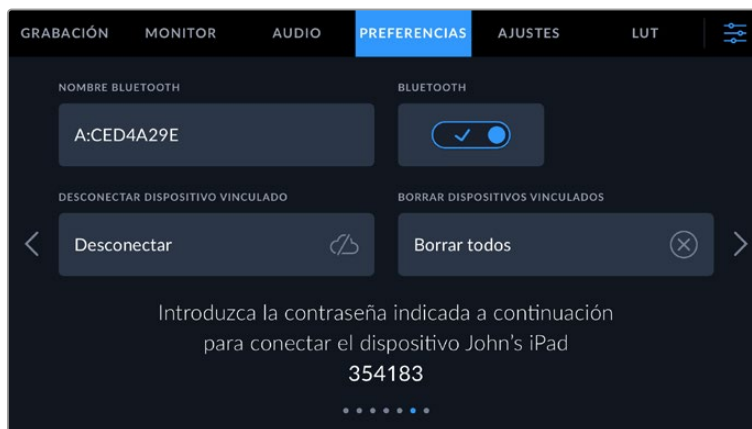 GRABACIÓN MONITOR AUDIO PREFERENCIAS AJUSTES LUT
NOMBRE BLUETOOTH BLUETOOTH
A:CED4A29E
DESCONECTAR DISPOSITIVO VINCULADO BORRAR DISPOSITIVOS VINCULADOS
Desconectar Borrar todos
Introduzca la contraseña indicada a continuación
para conectar el dispositivo John’s iPad
354183